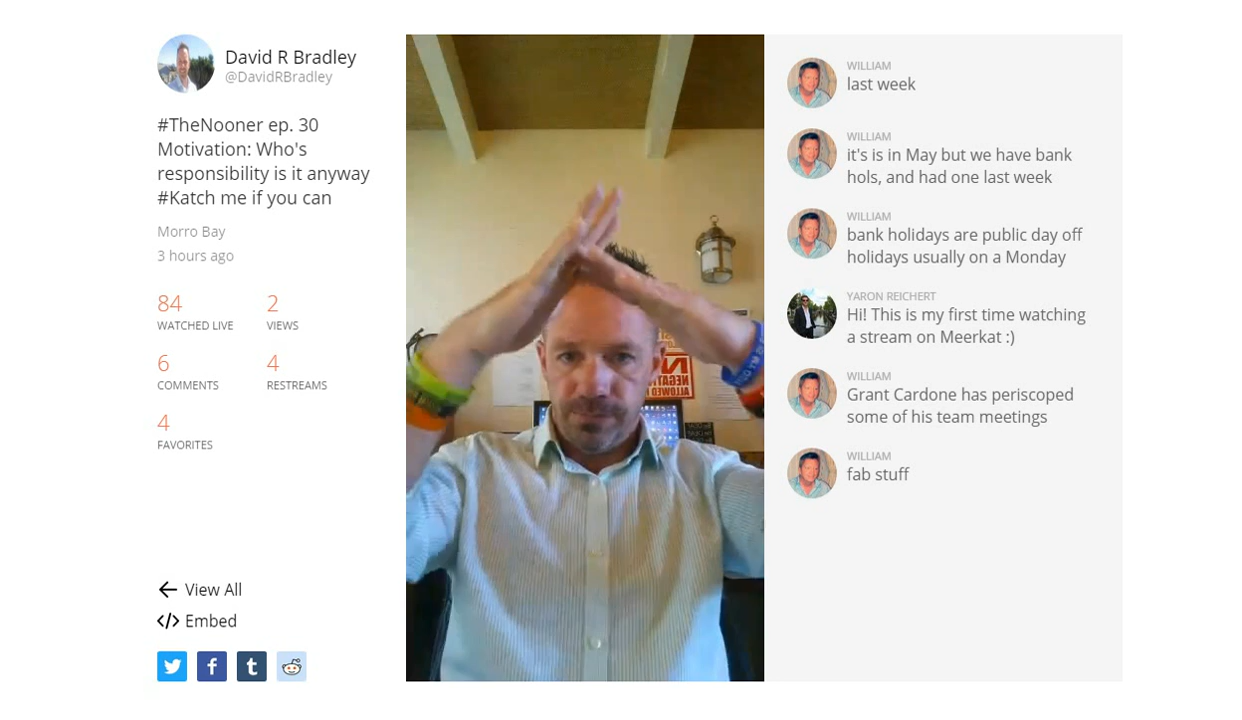 David R Bradley
@DavidRBradley
#TheNooner ep. 30
Motivation: Who's
responsibility is it anyway
#Katch me if you can
Morro Bay
3 hours ago
84
WATCHED LIVE
2
VIEWS
6
COMMENTS
4
RESTREAMS
4
FAVORITES
View All
Embed
NEGATI
ALLOWED
WILLIAM
last week
WILLIAM
it's is in May but we have bank
hols, and had one last week
WILLIAM
bank holidays are public day off
holidays usually on a Monday
YARON REICHERT
Hi! This is my first time watching
a stream on Meerkat :)
WILLIAM
Grant Cardone has periscoped
some of his team meetings
WILLIAM
fab stuff